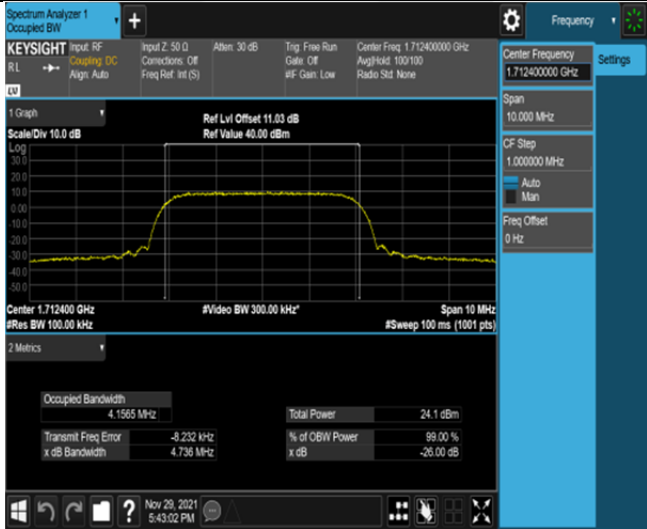 Spectrum Analyzer 1
Occupied BW
Frequency
KEYSIGHT
Input: RF
Input Z: 50 Ω
Atten: 30 dB
Trig: Free Run
Center Freq: 1.712400000 GHz
RL
Coupling: DC
Corrections: Off
Gate: Off
Avg|Hold: 100/100
Align: Auto
Freq Ref: Int (S)
#IF Gain: Low
Radio Std: None
Center Frequency
1.712400000 GHz
Settings
Span
10.000 MHz
CF Step
1.000000 MHz
Auto
Man
Freq Offset
0 Hz
1 Graph
Ref Lvl Offset 11.03 dB
Scale/Div 10.0 dB
Ref Value 40.00 dBm
Log
30.0
20.0
10.0
0.00
-10.0
-20.0
-30.0
-40.0
-50.0
Center 1.712400 GHz
#Video BW 300.00 kHz*
Span 10 MHz
#Res BW 100.00 kHz
#Sweep 100 ms (1001 pts)
2 Metrics
Occupied Bandwidth
4.1565 MHz
Total Power
24.1 dBm
Transmit Freq Error
-8.232 kHz
% of OBW Power
99.00 %
x dB Bandwidth
4.736 MHz
x dB
-26.00 dB
?
Nov 29, 2021
5:43:02 PM